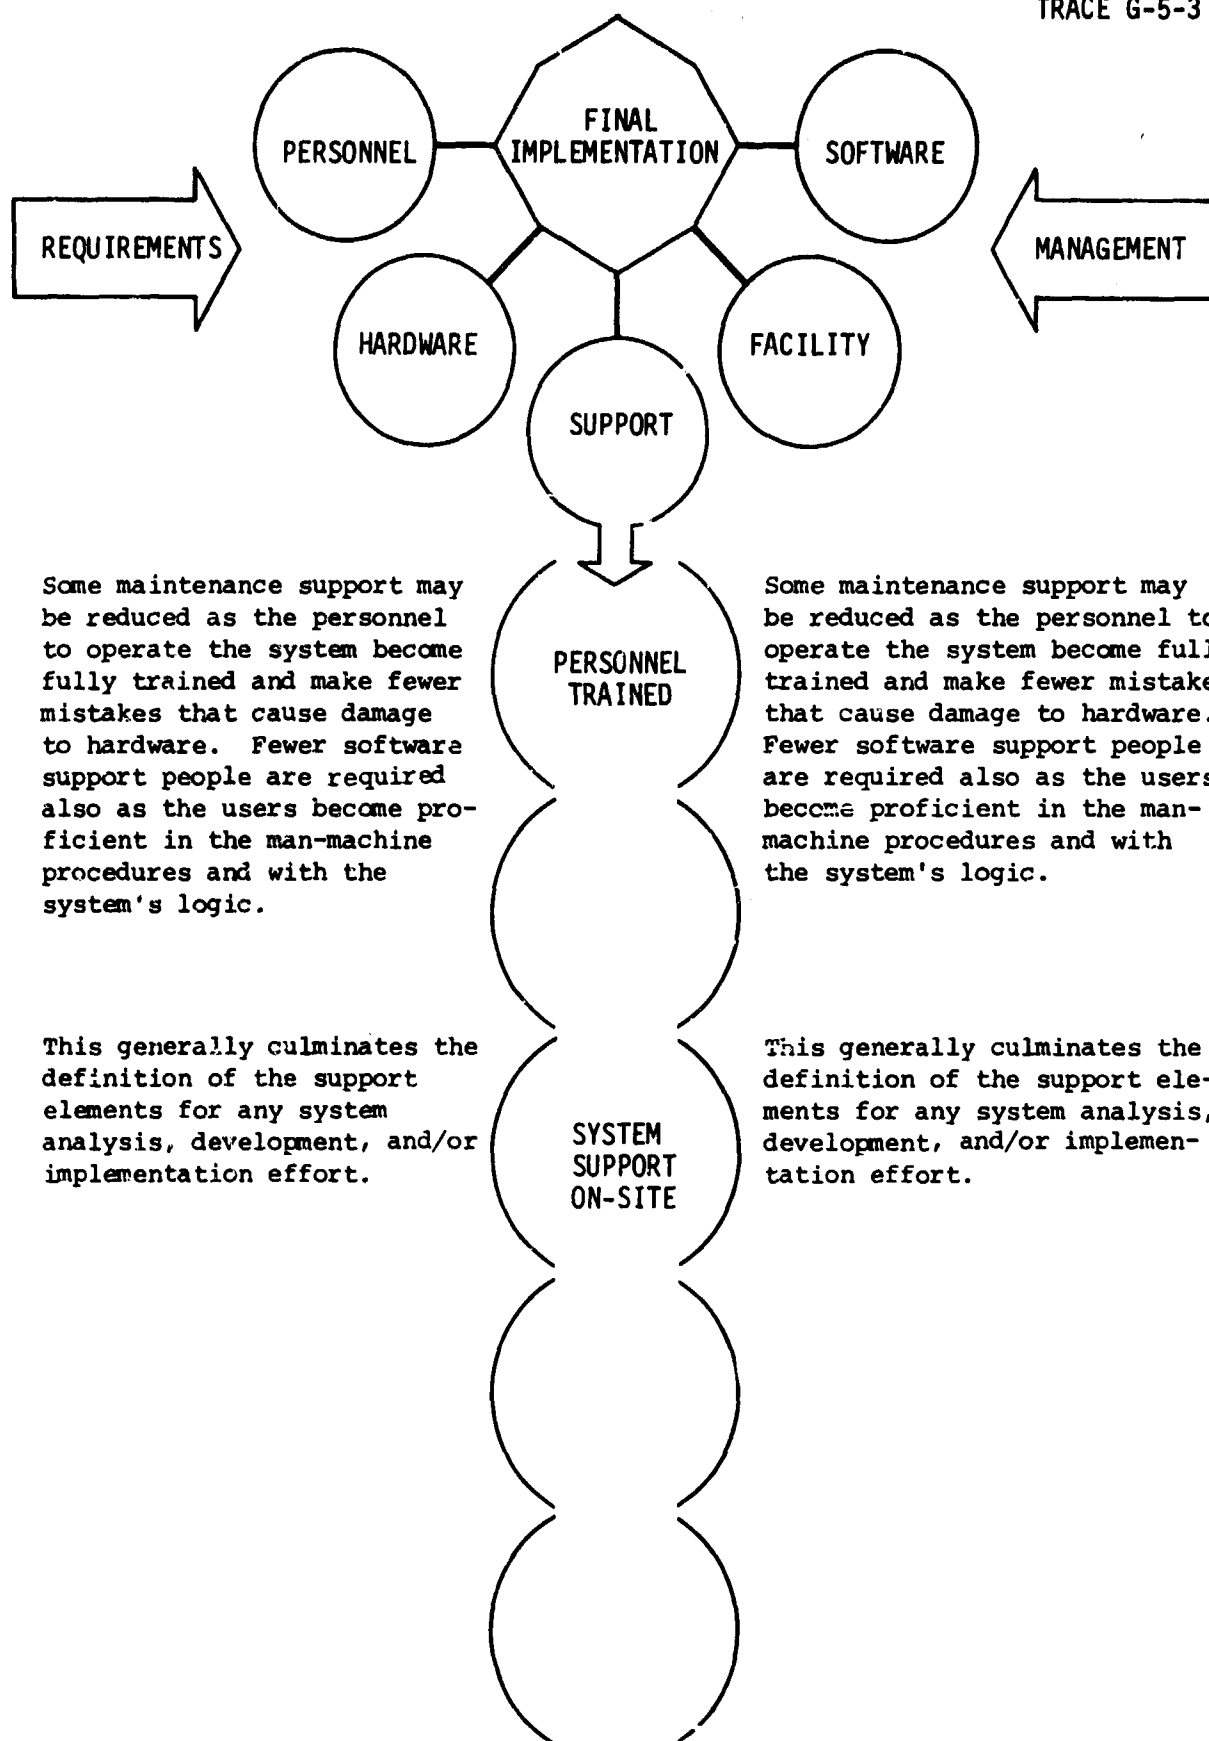 TRACE G-5-3
FINAL
IMPLEMENTATION
PERSONNEL
SOFTWARE
REQUIREMENTS
MANAGEMENT
HARDWARE
FACILITY
SUPPORT
Some maintenance support may
be reduced as the personnel
to operate the system become
fully trained and make fewer
mistakes that cause damage
to hardware. Fewer software
support people are required
also as the users become pro-
ficient in the man-machine
procedures and with the
system's logic.
PERSONNEL
TRAINED
Some maintenance support may
be reduced as the personnel to
operate the system become full
trained and make fewer mistake
that cause damage to hardware.
Fewer software support people
are required also as the users
become proficient in the man-
machine procedures and with
the system's logic.
This generally culminates the
definition of the support
elements for any system
analysis, development, and/or
implementation effort.
SYSTEM
SUPPORT
ON-SITE
This generally culminates the
definition of the support ele-
ments for any system analysis,
development, and/or implemen-
tation effort.